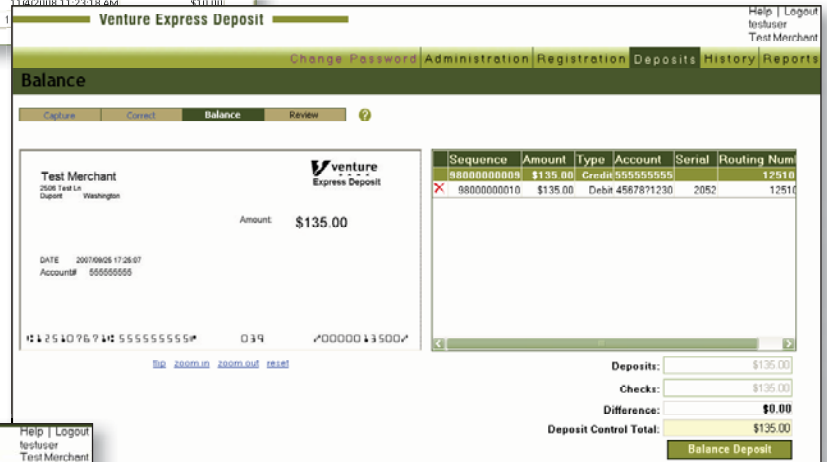 11/4/2008 11:23:18 AM $10.00
1
Venture Express Deposit
Help | Logout
testuser
Test Merchant
Change Password Administration Registration Deposits History Reports
Balance
Capture Correct Balance Review ?
Test Merchant
2506 Test Ln
Dupont Washington
venture
Express Deposit
Amount: $135.00
DATE 2007/09/25 17:25:07
Account# 555555555
⑆125107671⑆555555555⑈ 039 ⑇0000013500⑇
flip zoom in zoom out reset
Sequence Amount Type Account Serial Routing Num
98000000009 $135.00 Credit 555555555 12510
98000000010 $135.00 Debit 4567871230 2052 12510
Deposits: $135.00
Checks: $135.00
Difference: $0.00
Deposit Control Total: $135.00
Balance Deposit
Help | Logout
testuser
Test Merchant